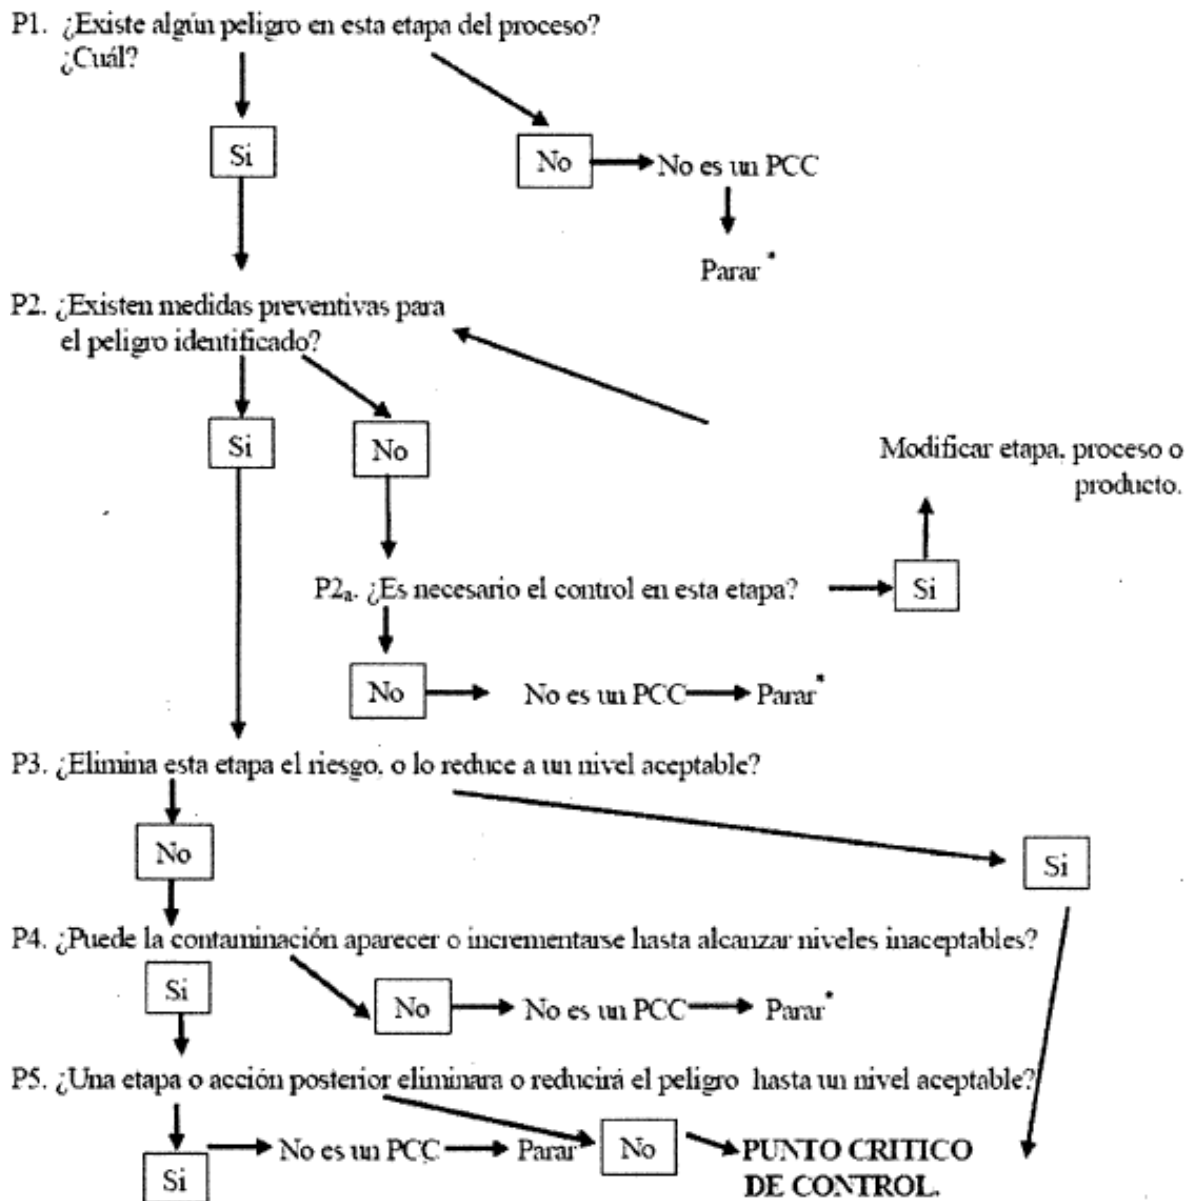 P1. ¿Existe algún peligro en esta etapa del proceso?
¿Cuál?
Si
No
No es un PCC
Parar *
P2. ¿Existen medidas preventivas para
el peligro identificado?
Si
No
Modificar etapa, proceso o
producto.
P2a. ¿Es necesario el control en esta etapa?
Si
No
No es un PCC
Parar*
P3. ¿Elimina esta etapa el riesgo, o lo reduce a un nivel aceptable?
No
Si
P4. ¿Puede la contaminación aparecer o incrementarse hasta alcanzar niveles inaceptables?
Si
No
No es un PCC
Parar*
P5. ¿Una etapa o acción posterior eliminara o reducirá el peligro hasta un nivel aceptable?
Si
No es un PCC
Parar
No
PUNTO CRITICO
DE CONTROL.